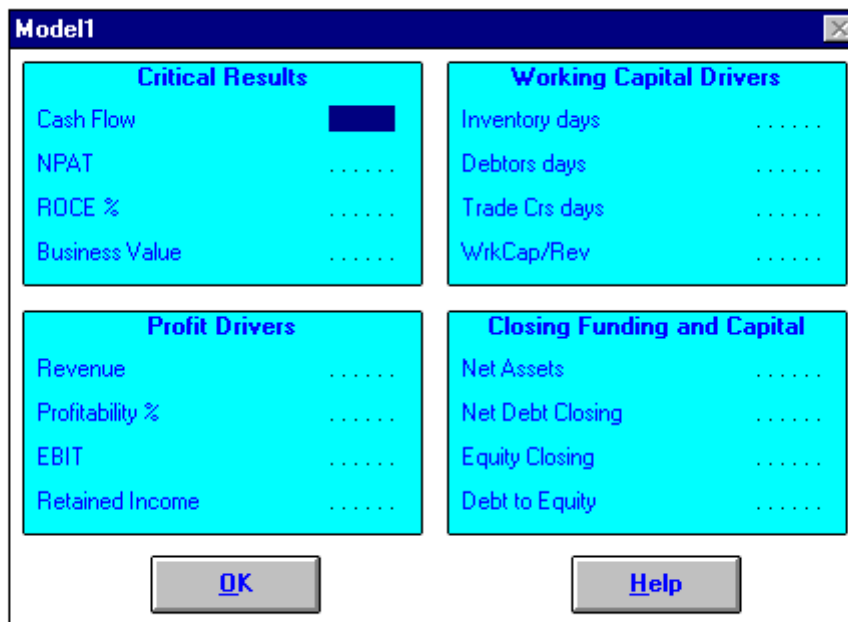 Model1
Critical Results
Cash Flow
NPAT ......
ROCE % ......
Business Value ......
Working Capital Drivers
Inventory days ......
Debtors days ......
Trade Crs days ......
WrkCap/Rev ......
Profit Drivers
Revenue ......
Profitability % ......
EBIT ......
Retained Income ......
Closing Funding and Capital
Net Assets ......
Net Debt Closing ......
Equity Closing ......
Debt to Equity ......
OK
Help